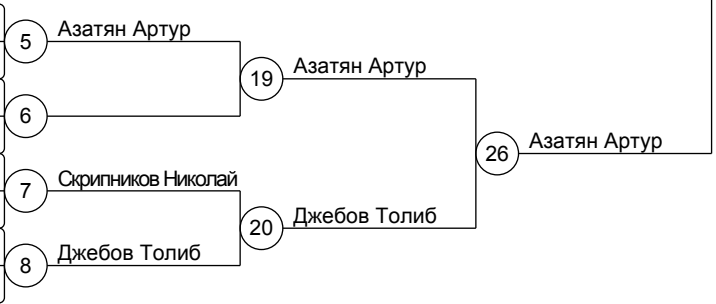 5 Азатян Артур
19 Азатян Артур
6
26 Азатян Артур
7 Скрипников Николай
20 Джебов Толиб
8 Джебов Толиб